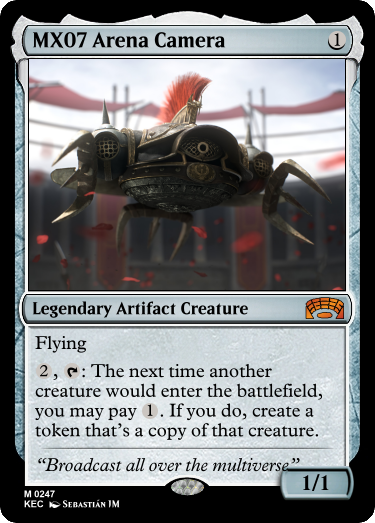 MX07 Arena Camera 1
Legendary Artifact Creature
Flying
2, : The next time another
creature would enter the battlefield,
you may pay 1. If you do, create a
token that's a copy of that creature.
"Broadcast all over the multiverse"
1/1
M 0247
KEC Sebastián JM